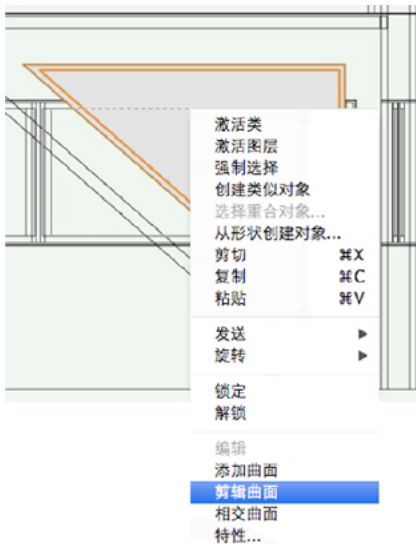 激活类
激活图层
强制选择
创建类似对象
选择重合对象...
从形状创建对象...
剪切 ⌘X
复制 ⌘C
粘贴 ⌘V
发送 ▶
旋转 ▶
锁定
解锁
编辑
添加曲面
剪辑曲面
相交曲面
特性...